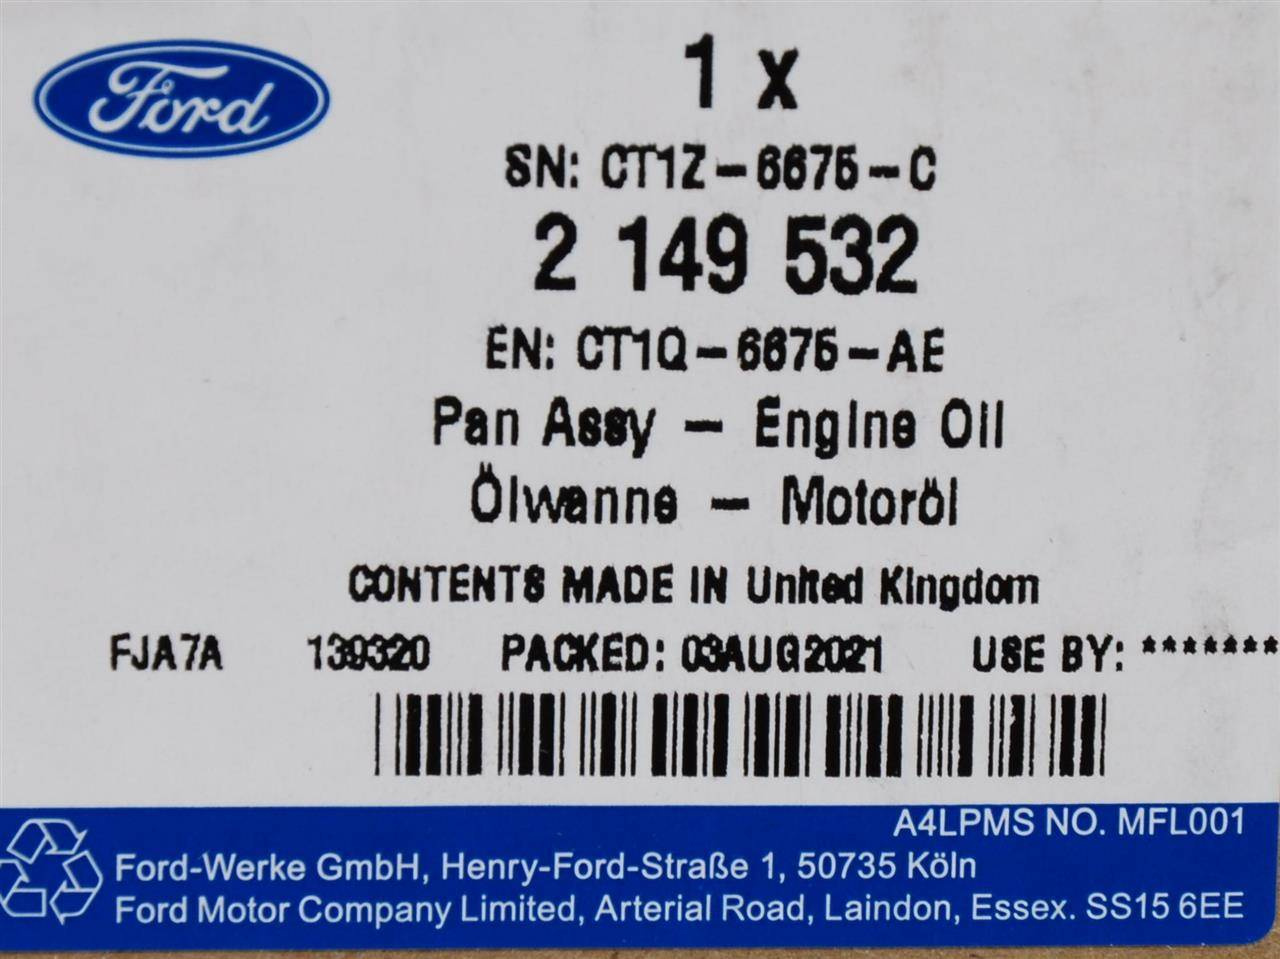 Ford
1 x
SN: CT1Z-6675-C
2 149 532
EN: CT1Q-6675-AE
Pan Assy - Engine Oil
Ölwanne - Motoröl
CONTENTS MADE IN United Kingdom
FJA7A 139320 PACKED: 03AUG2021 USE BY: *******
A4LPMS NO. MFL001
Ford-Werke GmbH, Henry-Ford-Straße 1, 50735 Köln
Ford Motor Company Limited, Arterial Road, Laindon, Essex. SS15 6EE